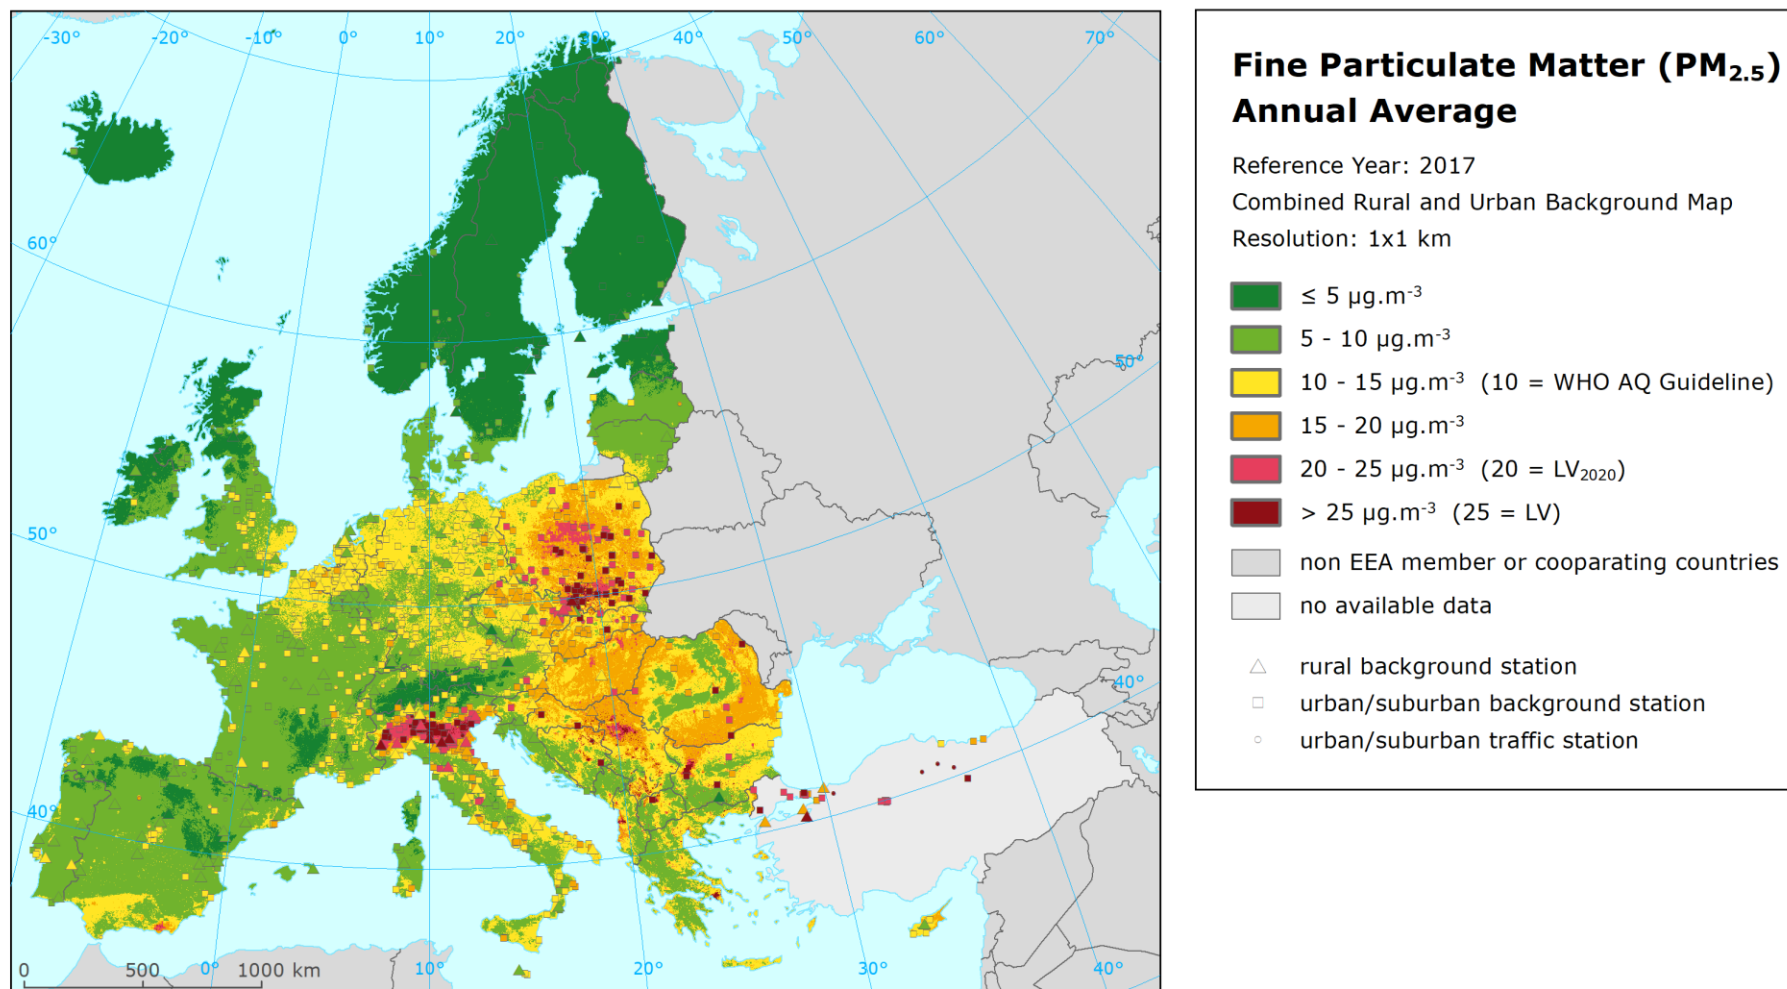 -30° -20° -10° 0° 10° 20° 30° 40° 50° 60° 70°
60°
50°
50°
40°
40°
0 500 0° 1000 km 10° 20° 30° 40°
Fine Particulate Matter (PM2.5)
Annual Average
Reference Year: 2017
Combined Rural and Urban Background Map
Resolution: 1x1 km
≤ 5 µg.m-3
5 - 10 µg.m-3
10 - 15 µg.m-3 (10 = WHO AQ Guideline)
15 - 20 µg.m-3
20 - 25 µg.m-3 (20 = LV2020)
> 25 µg.m-3 (25 = LV)
non EEA member or cooparating countries
no available data
rural background station
urban/suburban background station
urban/suburban traffic station